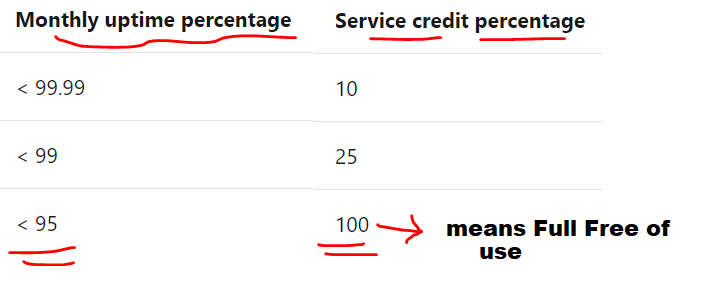 Monthly uptime percentage Service credit percentage
< 99.99 10
< 99 25
< 95 100 means Full Free of
use